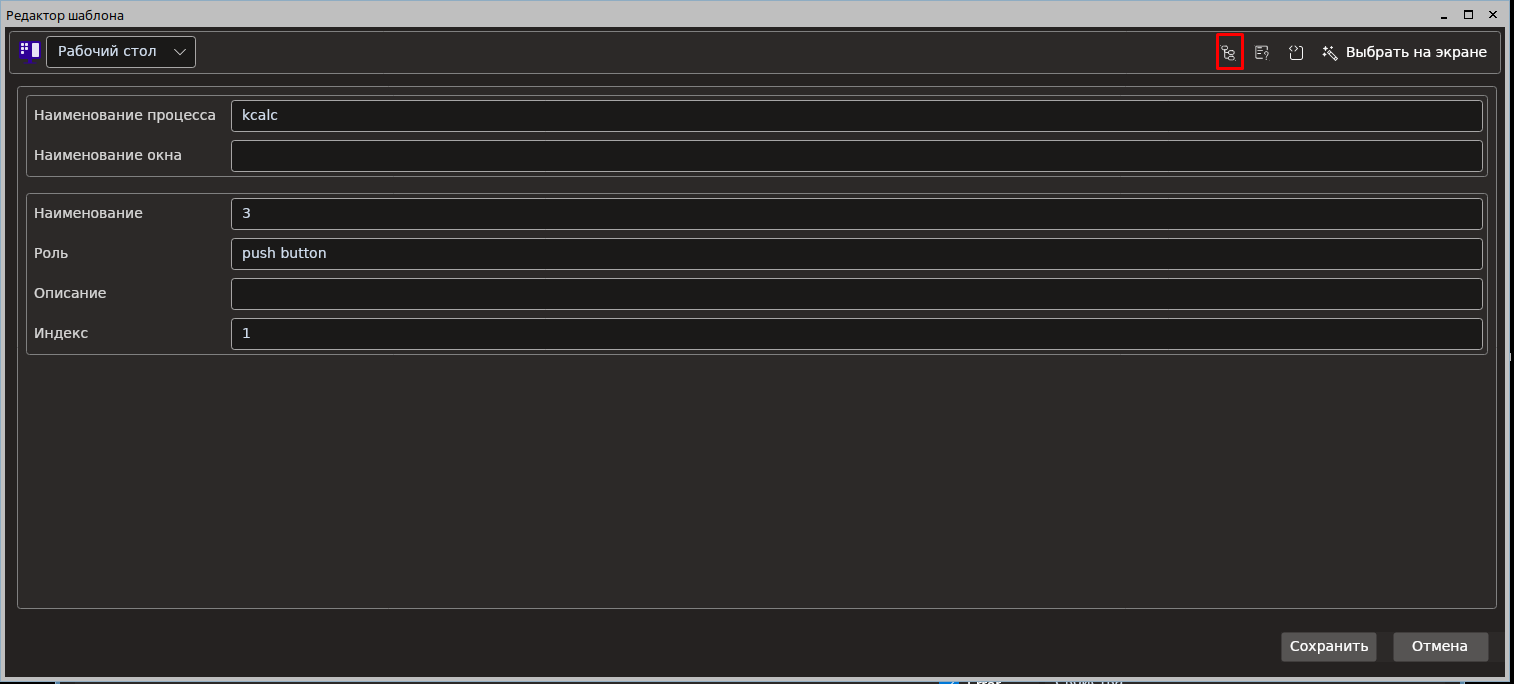 Редактор шаблона
Рабочий стол
Выбрать на экране
Наименование процесса
kcalc
Наименование окна
Наименование
3
Роль
push button
Описание
Индекс
1
Сохранить
Отмена